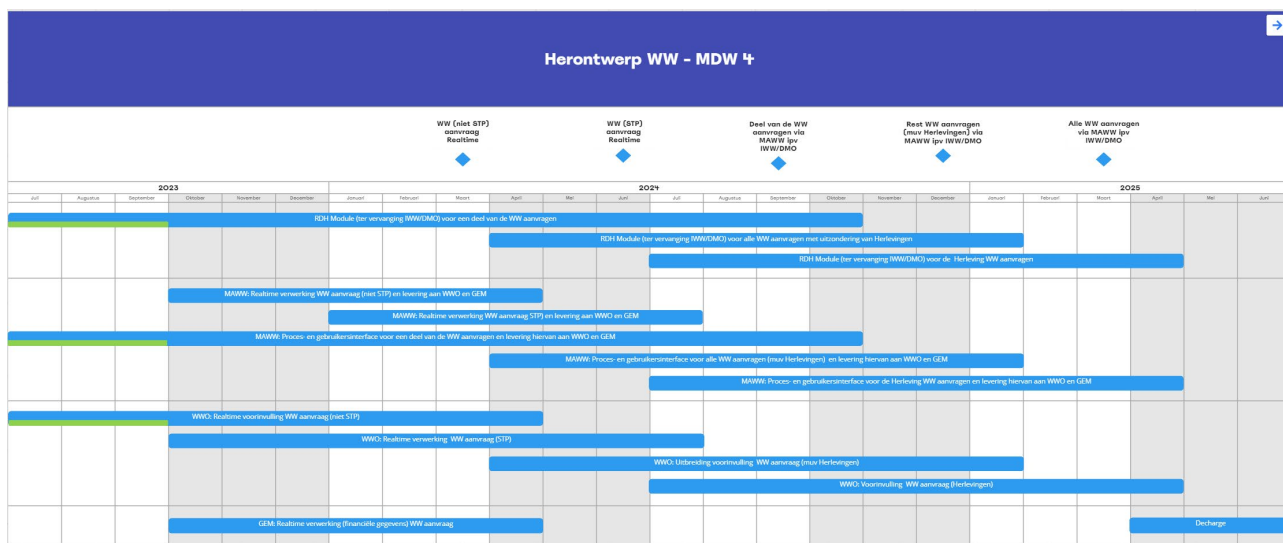 Herontwerp WW - MDW 4
WW (niet STP)
aanvraag
Realtime
WW (STP)
aanvraag
Realtime
Deel van de WW
aanvragen via
MAWW ipv
IWW/DMO
Rest WW aanvragen
(muv Herlevingen) via
MAWW ipv IWW/DMO
Alle WW aanvragen
via MAWW ipv
IWW/DMO
2023 2024 2025
Juli Augustus September Oktober November December Januari Februari Maart April Mei Juni Juli Augustus September Oktober November December Januari Februari Maart April Mei Juni
RDH Module (ter vervanging IWW/DMO) voor een deel van de WW aanvragen
RDH Module (ter vervanging IWW/DMO) voor alle WW aanvragen met uitzondering van Herlevingen
RDH Module (ter vervanging IWW/DMO) voor de Herleving WW aanvragen
MAWW: Realtime verwerking WW aanvraag (niet STP) en levering aan WWO en GEM
MAWW: Realtime verwerking WW aanvraag STP) en levering aan WWO en GEM
MAWW: Proces- en gebruikersinterface voor een deel van de WW aanvragen en levering hiervan aan WWO en GEM
MAWW: Proces- en gebruikersinterface voor alle WW aanvragen (muv Herlevingen) en levering hiervan aan WWO en GEM
MAWW: Proces- en gebruikersinterface voor de Herleving WW aanvragen en levering hiervan aan WWO en GEM
WWO: Realtime voorinvulling WW aanvraag (niet STP)
WWO: Realtime verwerking WW aanvraag (STP)
WWO: Uitbreiding voorinvulling WW aanvraag (muv Herlevingen)
WWO: Voorinvulling WW aanvraag (Herlevingen)
GEM: Realtime verwerking (financiële gegevens) WW aanvraag
Decharge